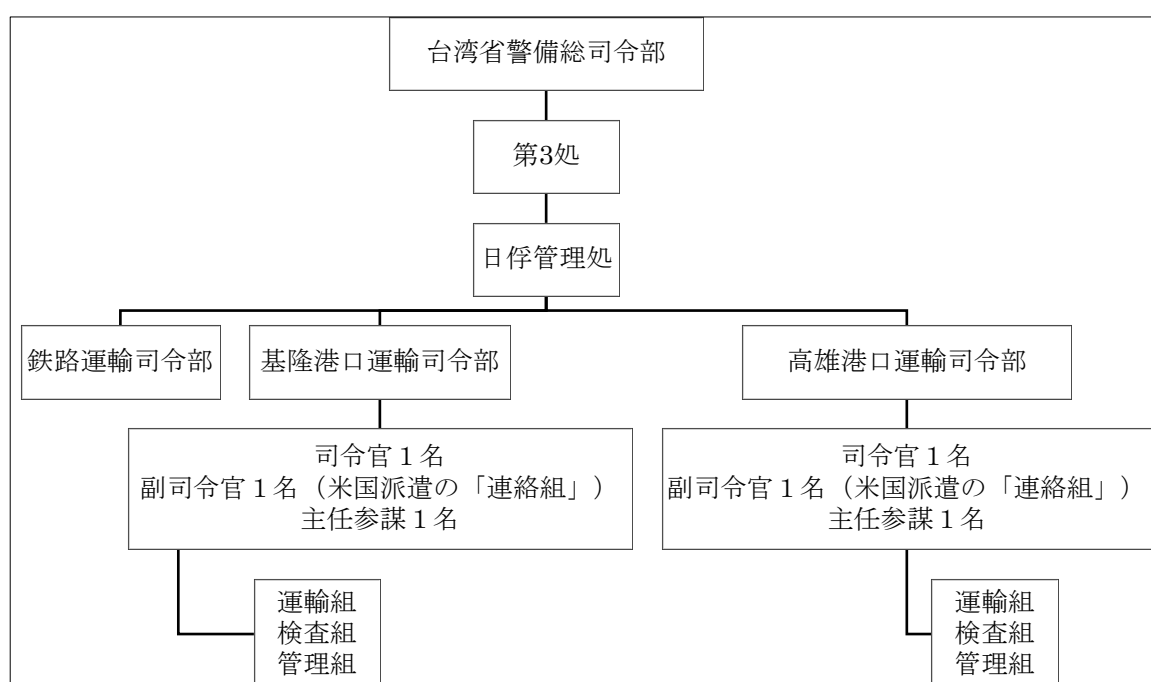 台湾省警備総司令部
第3処
日俘管理処
鉄路運輸司令部
基隆港口運輸司令部
高雄港口運輸司令部
司令官１名
副司令官１名（米国派遣の「連絡組」）
主任参謀１名
司令官１名
副司令官１名（米国派遣の「連絡組」）
主任参謀１名
運輸組
検査組
管理組
運輸組
検査組
管理組